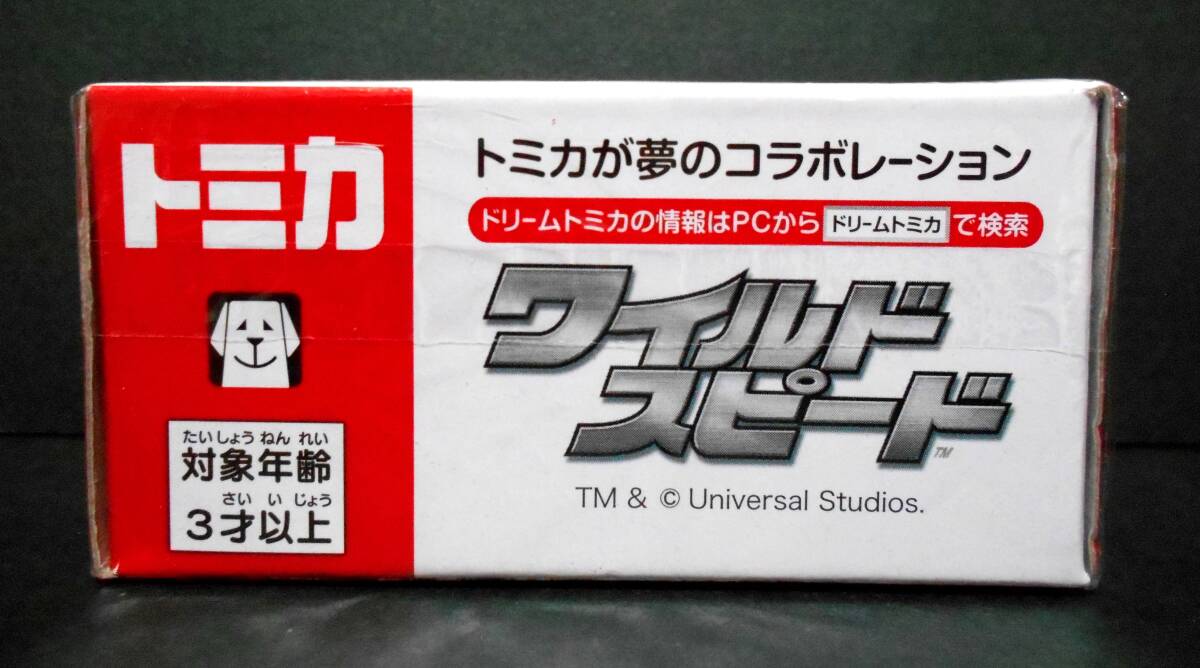 トミカ
たいしょうねんれい
対象年齢
さいいじょう
3才以上
トミカが夢のコラボレーション
ドリームトミカの情報はPCから ドリームトミカ で検索
ワイルド
スピード TM
TM & © Universal Studios.